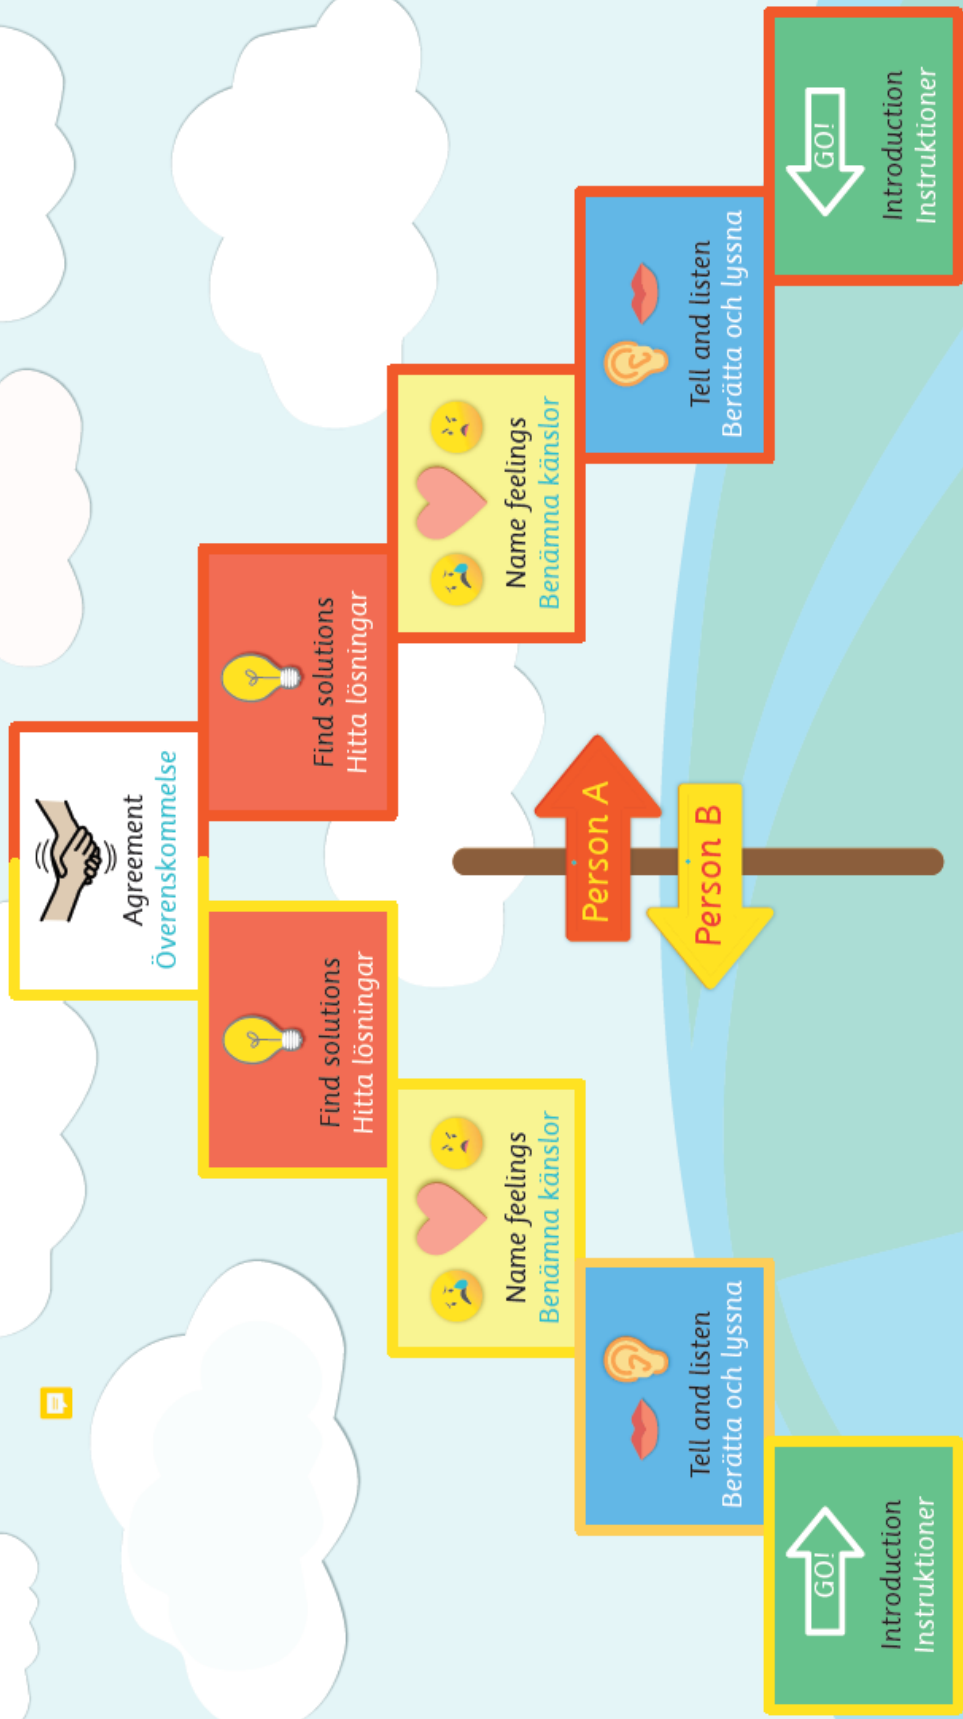 Agreement
Överenskommelse
Find solutions
Hitta lösningar
Find solutions
Hitta lösningar
Name feelings
Benämna känslor
Name feelings
Benämna känslor
Person A
Person B
Tell and listen
Berätta och lyssna
Tell and listen
Berätta och lyssna
GO!
Introduction
Instruktioner
GO!
Introduction
Instruktioner